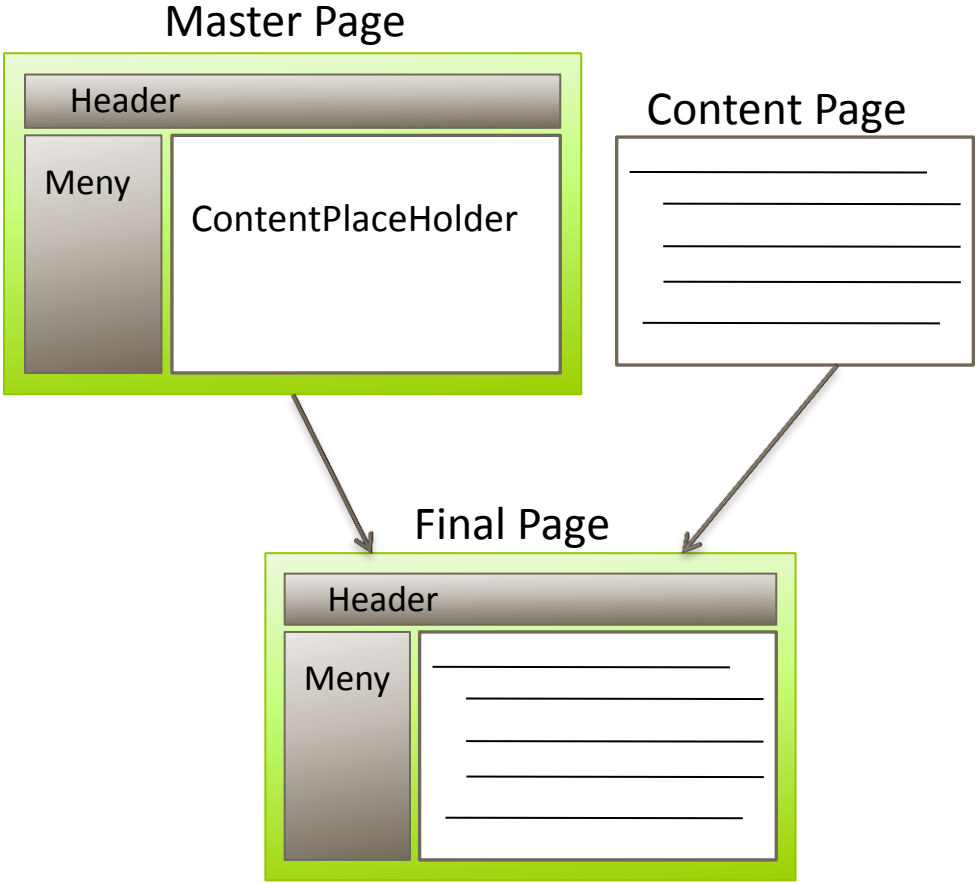 Master Page
Header
Meny
ContentPlaceHolder
Content Page
Final Page
Header
Meny